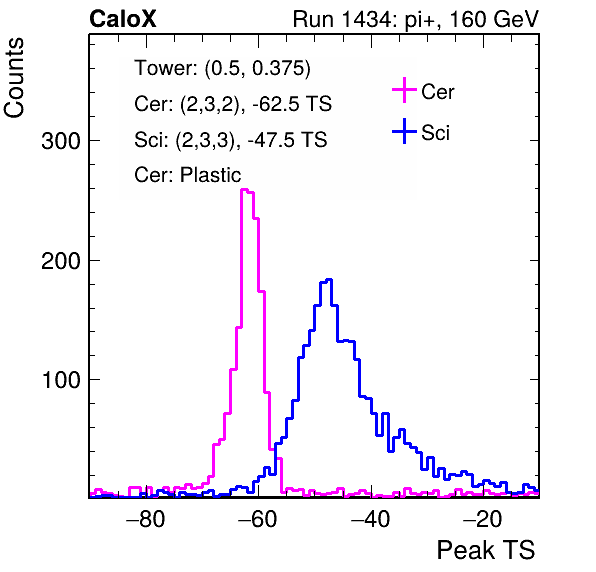 CaloX Run 1434: pi+, 160 GeV
Counts
Tower: (0.5, 0.375)
Cer: (2,3,2), -62.5 TS
Sci: (2,3,3), -47.5 TS
Cer: Plastic
Cer
Sci
300
200
100
−80 −60 −40 −20
Peak TS